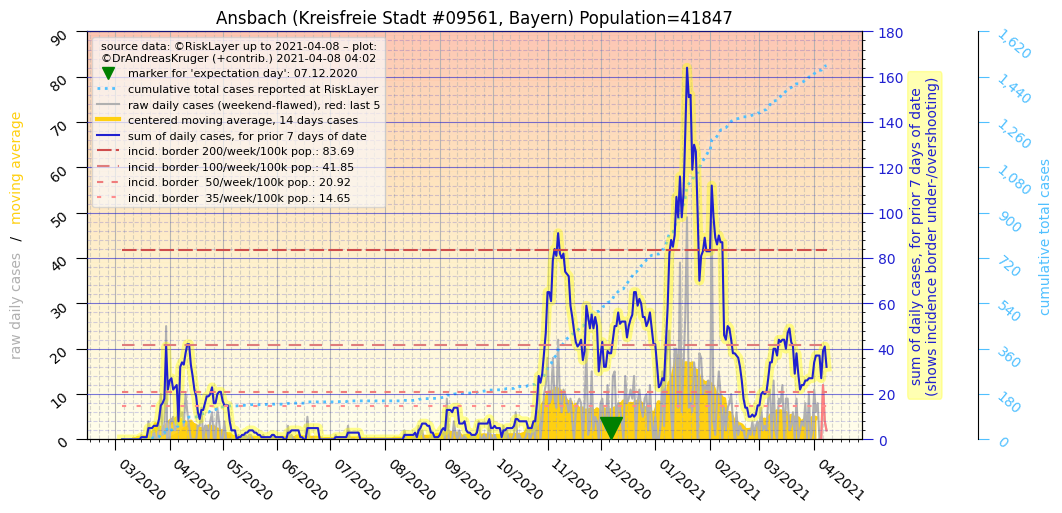 Ansbach (Kreisfreie Stadt #09561, Bayern) Population=41847
source data: ©RiskLayer up to 2021-04-08 – plot:
©DrAndreasKruger (+contrib.) 2021-04-08 04:02
marker for 'expectation day': 07.12.2020
cumulative total cases reported at RiskLayer
raw daily cases (weekend-flawed), red: last 5
centered moving average, 14 days cases
sum of daily cases, for prior 7 days of date
incid. border 200/week/100k pop.: 83.69
incid. border 100/week/100k pop.: 41.85
incid. border  50/week/100k pop.: 20.92
incid. border  35/week/100k pop.: 14.65
raw daily cases  /  moving average
90
80
70
60
50
40
30
20
10
0
03/2020
04/2020
05/2020
06/2020
07/2020
08/2020
09/2020
10/2020
11/2020
12/2020
01/2021
02/2021
03/2021
04/2021
180
160
140
120
100
80
60
40
20
0
sum of daily cases, for prior 7 days of date
(shows incidence border under-/overshooting)
1,620
1,440
1,260
1,080
900
720
540
360
180
0
cumulative total cases